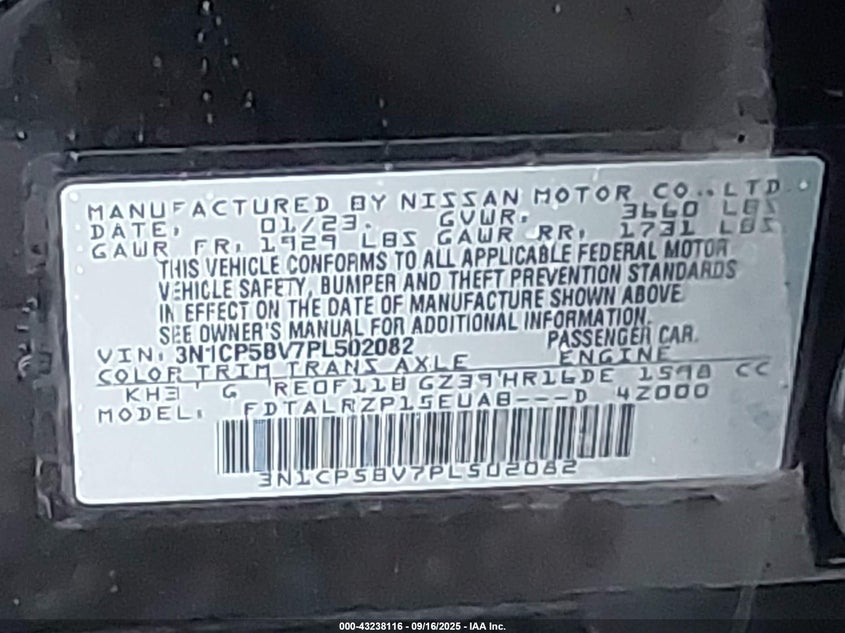 MANUFACTURED BY NISSAN MOTOR CO., LTD.
DATE: 01/23. GVWR: 3660 LBS
GAWR FR: 1929 LBS GAWR RR: 1731 LBS
THIS VEHICLE CONFORMS TO ALL APPLICABLE FEDERAL MOTOR
VEHICLE SAFETY, BUMPER AND THEFT PREVENTION STANDARDS
IN EFFECT ON THE DATE OF MANUFACTURE SHOWN ABOVE.
SEE OWNER'S MANUAL FOR ADDITIONAL INFORMATION.
VIN: 3N1CP5BV7PL502082 PASSENGER CAR.
COLOR TRIM TRANS AXLE ENGINE
KH3 G RE0F11B GZ39 HR16DE 1598 CC
MODEL: FDTALRZP15EUAB---D 4Z000
3N1CP5BV7PL502082
000-43238116 - 09/16/2025 - IAA Inc.